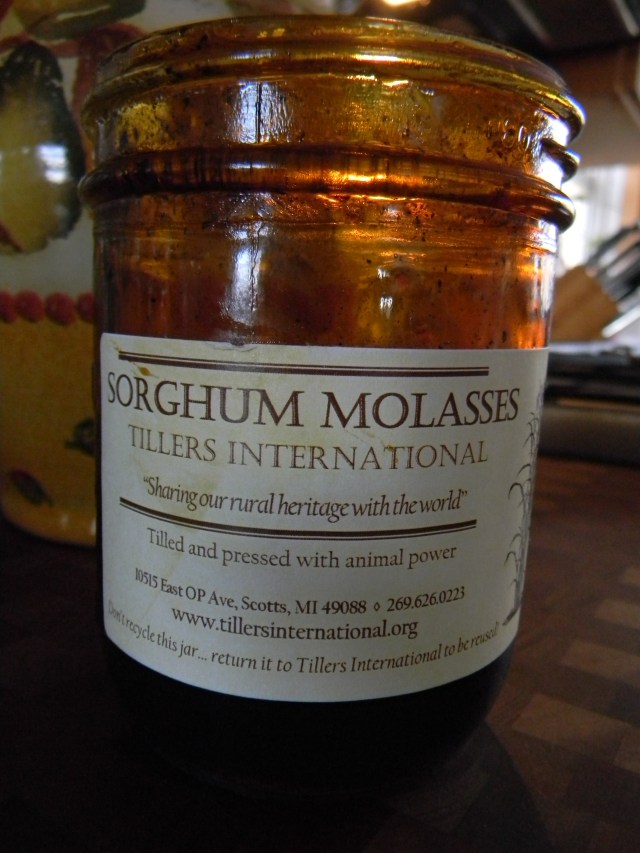 SORGHUM MOLASSES
TILLERS INTERNATIONAL
“Sharing our rural heritage with the world”
Tilled and pressed with animal power
10515 East OP Ave, Scotts, MI 49088 ◊ 269.626.0223
www.tillersinternational.org
Don't recycle this jar... return it to Tillers International to be reused!